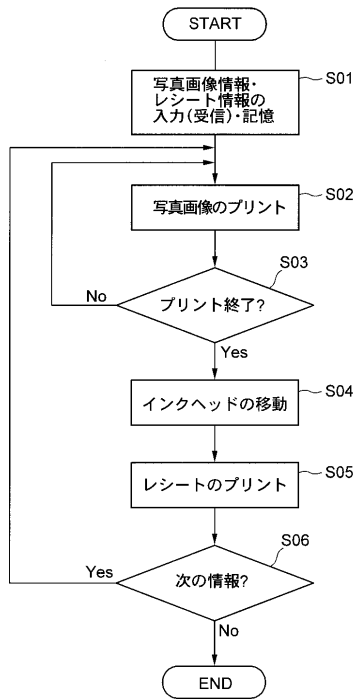 START
写真画像情報・
レシート情報の
入力(受信)・記憶
S01
写真画像のプリント
S02
S03
プリント終了?
No
Yes
インクヘッドの移動
S04
レシートのプリント
S05
S06
次の情報?
Yes
No
END